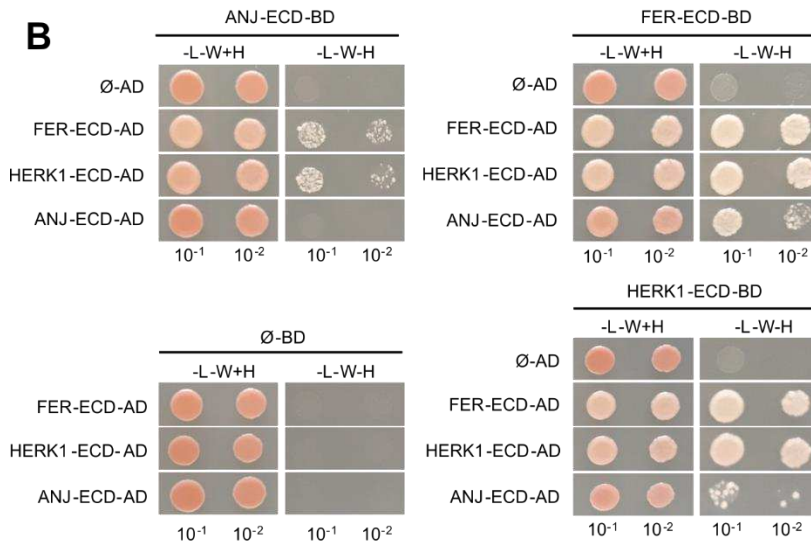 B
ANJ-ECD-BD
-L-W+H
-L-W-H
Ø-AD
FER-ECD-AD
HERK1-ECD-AD
ANJ-ECD-AD
10⁻¹ 10⁻² 10⁻¹ 10⁻²
FER-ECD-BD
-L-W+H
-L-W-H
Ø-AD
FER-ECD-AD
HERK1-ECD-AD
ANJ-ECD-AD
10⁻¹ 10⁻² 10⁻¹ 10⁻²
Ø-BD
-L-W+H
-L-W-H
FER-ECD-AD
HERK1-ECD-AD
ANJ-ECD-AD
10⁻¹ 10⁻² 10⁻¹ 10⁻²
HERK1-ECD-BD
-L-W+H
-L-W-H
Ø-AD
FER-ECD-AD
HERK1-ECD-AD
ANJ-ECD-AD
10⁻¹ 10⁻² 10⁻¹ 10⁻²